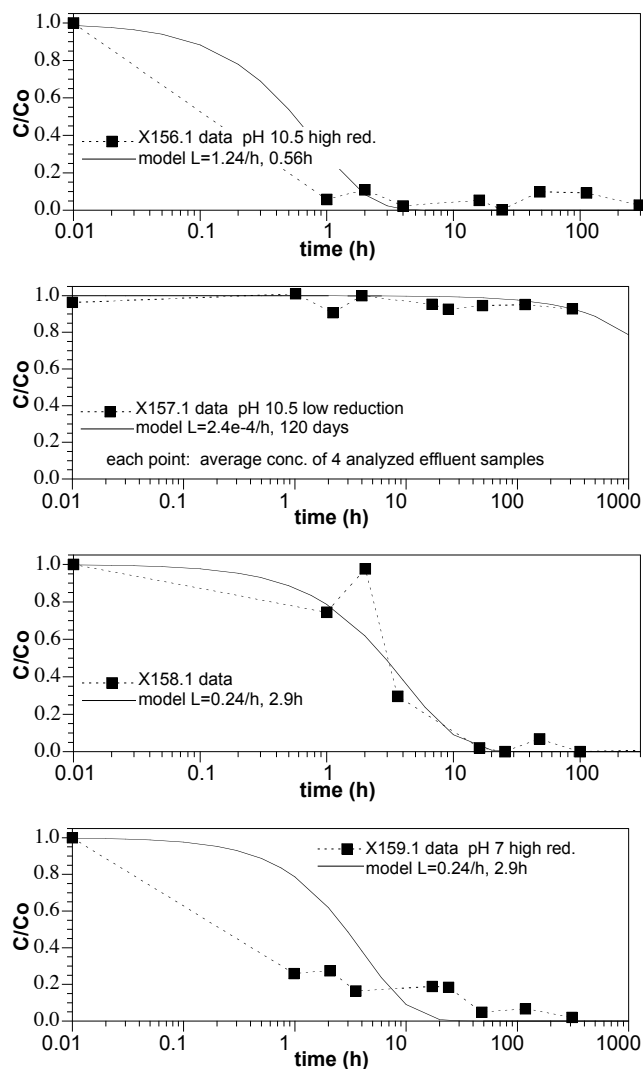 C/Co
1.0
0.8
0.6
0.4
0.2
0.0
X156.1 data pH 10.5 high red.
model L=1.24/h, 0.56h
0.01 0.1 1 10 100
time (h)
C/Co
1.0
0.8
0.6
0.4
0.2
0.0
X157.1 data pH 10.5 low reduction
model L=2.4e-4/h, 120 days
each point: average conc. of 4 analyzed effluent samples
0.01 0.1 1 10 100 1000
time (h)
C/Co
1.0
0.8
0.6
0.4
0.2
0.0
X158.1 data
model L=0.24/h, 2.9h
0.01 0.1 1 10 100
time (h)
C/Co
1.0
0.8
0.6
0.4
0.2
0.0
X159.1 data pH 7 high red.
model L=0.24/h, 2.9h
0.01 0.1 1 10 100 1000
time (h)